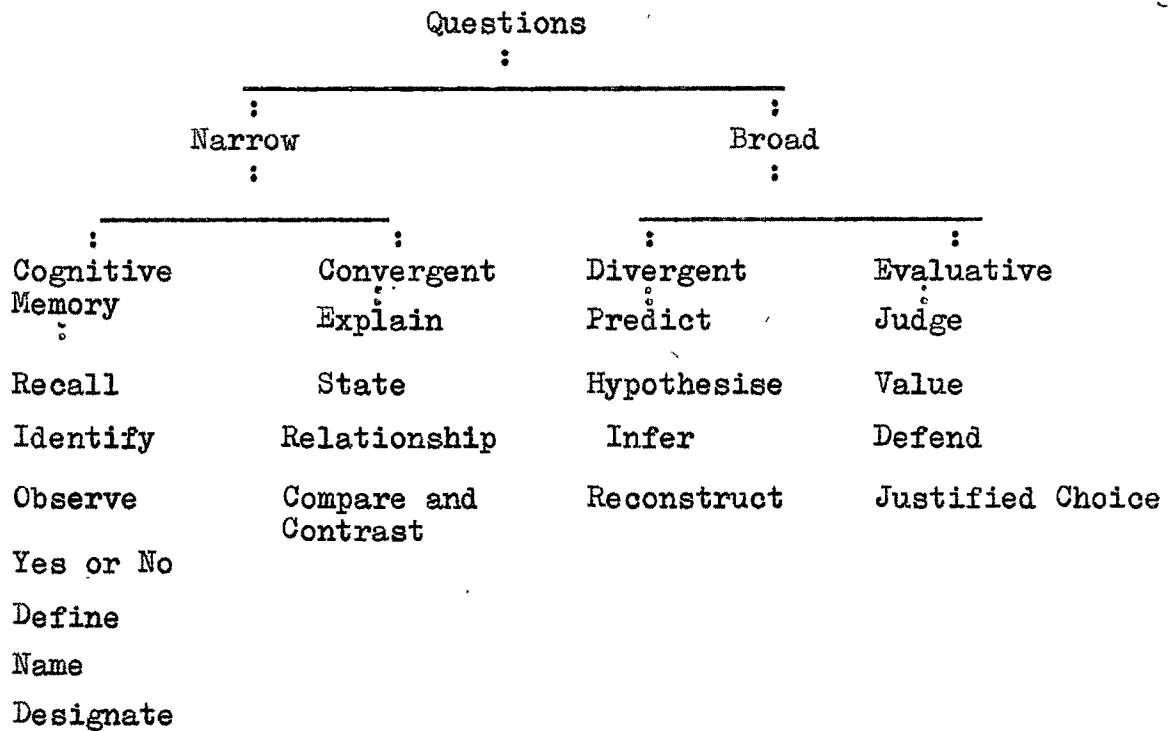 Questions
:
: :
Narrow Broad
: :
: : : :
Cognitive Convergent Divergent Evaluative
Memory : : :
: Explain Predict Judge
Recall State Hypothesise Value
Identify Relationship Infer Defend
Observe Compare and Reconstruct Justified Choice
Contrast
Yes or No
Define
Name
Designate